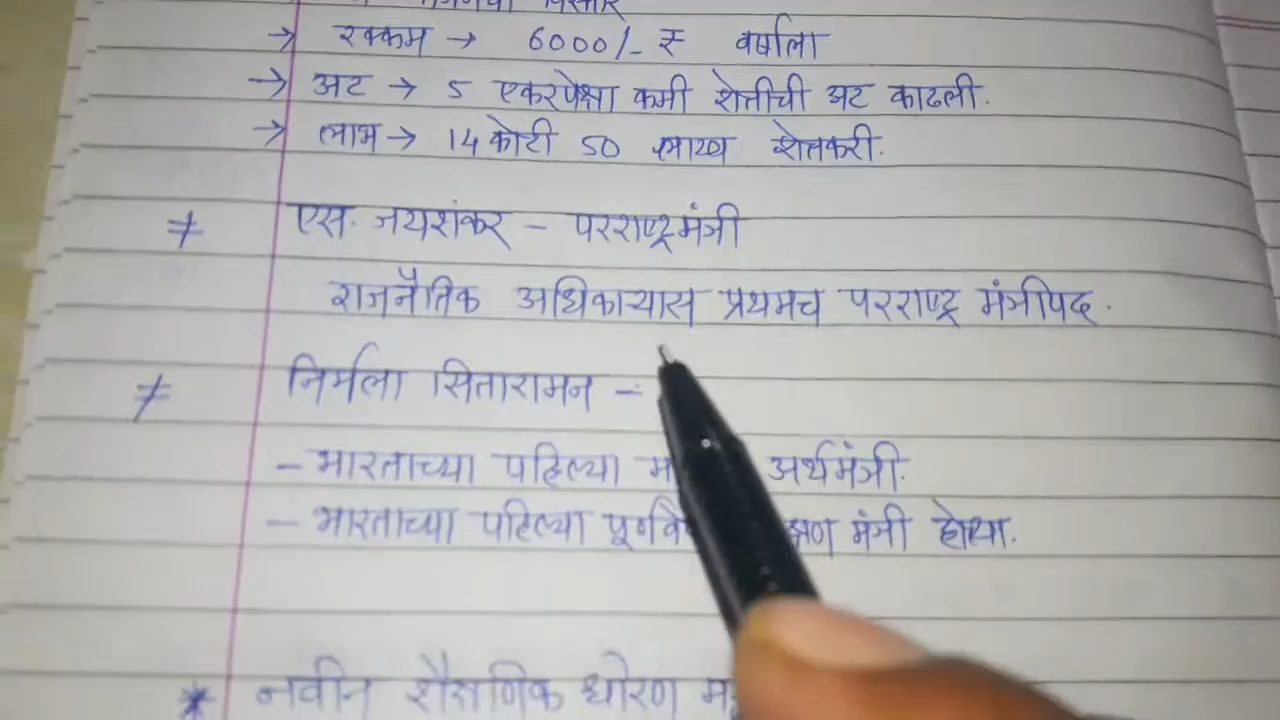 विस्तार
→ रक्कम → 6000/- ₹ वर्षाला
→ अट → 5 एकरपेक्षा कमी शेतीची अट काढली.
→ लाभ → 14 कोटी 50 लाख शेतकरी.
≠ एस. जयशंकर - परराष्ट्रमंत्री
राजनैतिक अधिकाऱ्यास प्रथमच परराष्ट्र मंत्रीपद.
≠ निर्मला सितारामन -
- भारताच्या पहिल्या अर्थमंत्री.
- भारताच्या पहिल्या मंत्री होत्या.
* नवीन शैक्षणिक धोरण